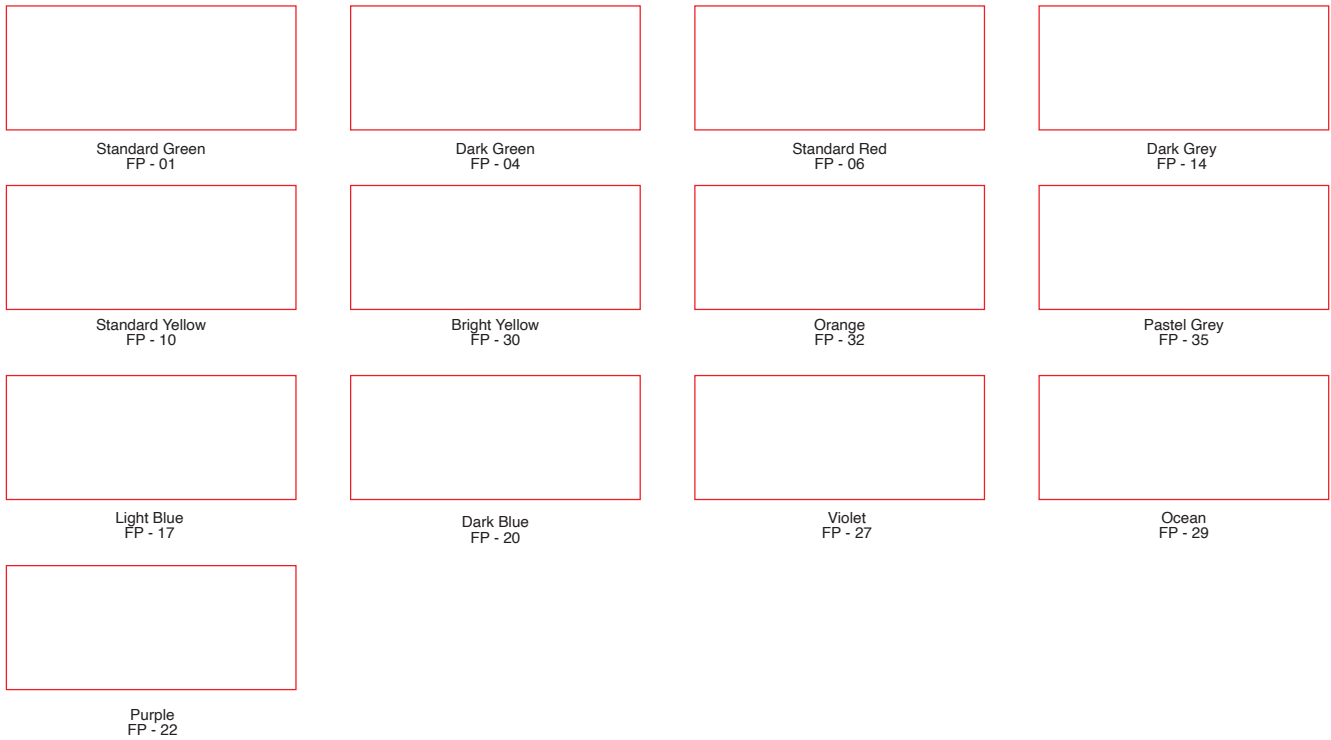 Standard Green
FP - 01
Dark Green
FP - 04
Standard Red
FP - 06
Dark Grey
FP - 14
Standard Yellow
FP - 10
Bright Yellow
FP - 30
Orange
FP - 32
Pastel Grey
FP - 35
Light Blue
FP - 17
Dark Blue
FP - 20
Violet
FP - 27
Ocean
FP - 29
Purple
FP - 22